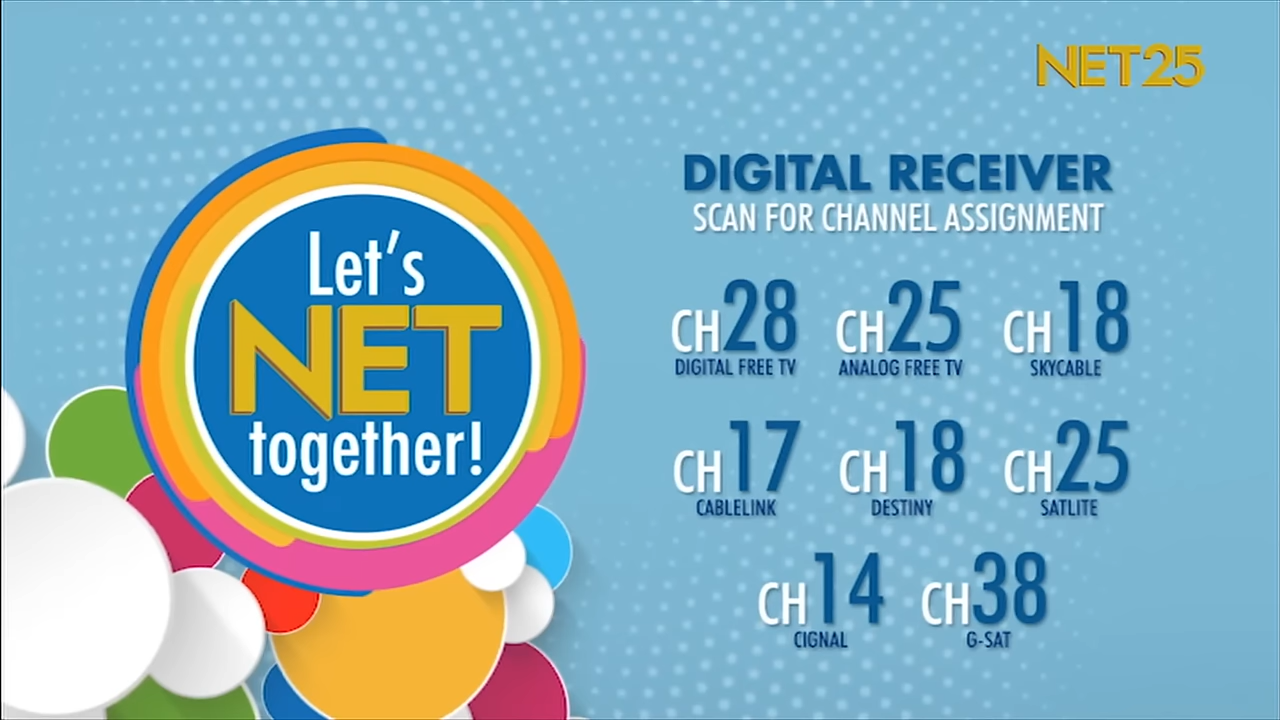 NET25
Let's
NET
together!
DIGITAL RECEIVER
SCAN FOR CHANNEL ASSIGNMENT
CH28 CH25 CH18
DIGITAL FREE TV ANALOG FREE TV SKYCABLE
CH17 CH18 CH25
CABLELINK DESTINY SATLITE
CH14 CH38
CIGNAL G-SAT